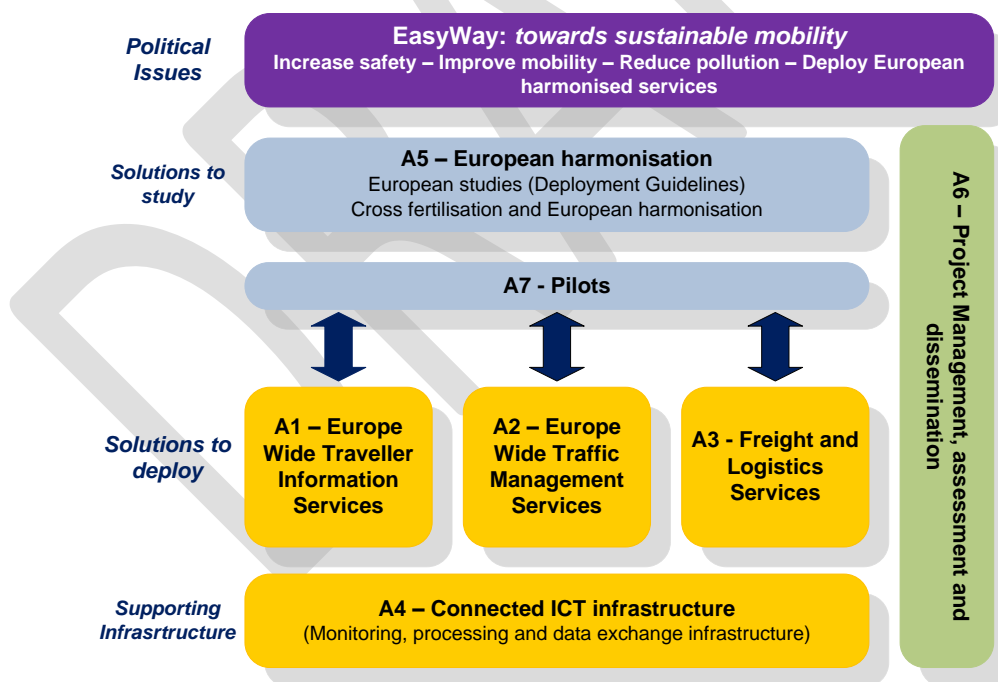 Political
Issues
EasyWay: towards sustainable mobility
Increase safety – Improve mobility – Reduce pollution – Deploy European
harmonised services
Solutions to
study
A5 – European harmonisation
European studies (Deployment Guidelines)
Cross fertilisation and European harmonisation
A7 - Pilots
Solutions to
deploy
A1 – Europe
Wide Traveller
Information
Services
A2 – Europe
Wide Traffic
Management
Services
A3 - Freight and
Logistics
Services
Supporting
Infrasrtructure
A4 – Connected ICT infrastructure
(Monitoring, processing and data exchange infrastructure)
A6 – Project Management, assessment and
dissemination